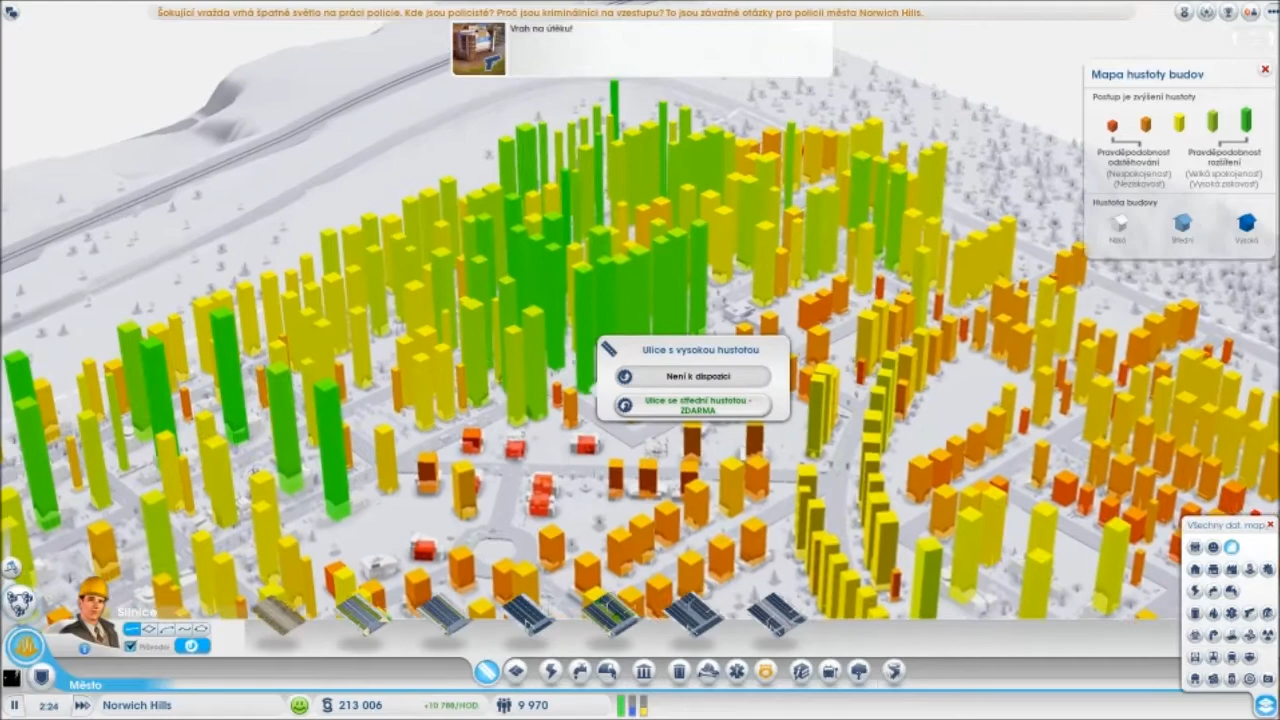 Šokující vražda vrhá špatné světlo na práci policie. Kde jsou policisté? Proč jsou kriminálníci na vzestupu? To jsou závažné otázky pro policii města Norwich Hills.
Vrah na útěku!
Mapa hustoty budov
Postup je zvýšení hustoty
Pravděpodobnost odstěhování
(Nespokojenost)
(Neziskovost)
Pravděpodobnost rozšíření
(Velká spokojenost)
(Vysoká ziskovost)
Hustota budovy
Nízká
Střední
Vysoká
Ulice s vysokou hustotou
Není k dispozici
Ulice se střední hustotou -
ZDARMA
Všechny dat. map
Silnice
Průvodci
Město
2:24
Norwich Hills
213 006
+10 788/HOD.
9 970